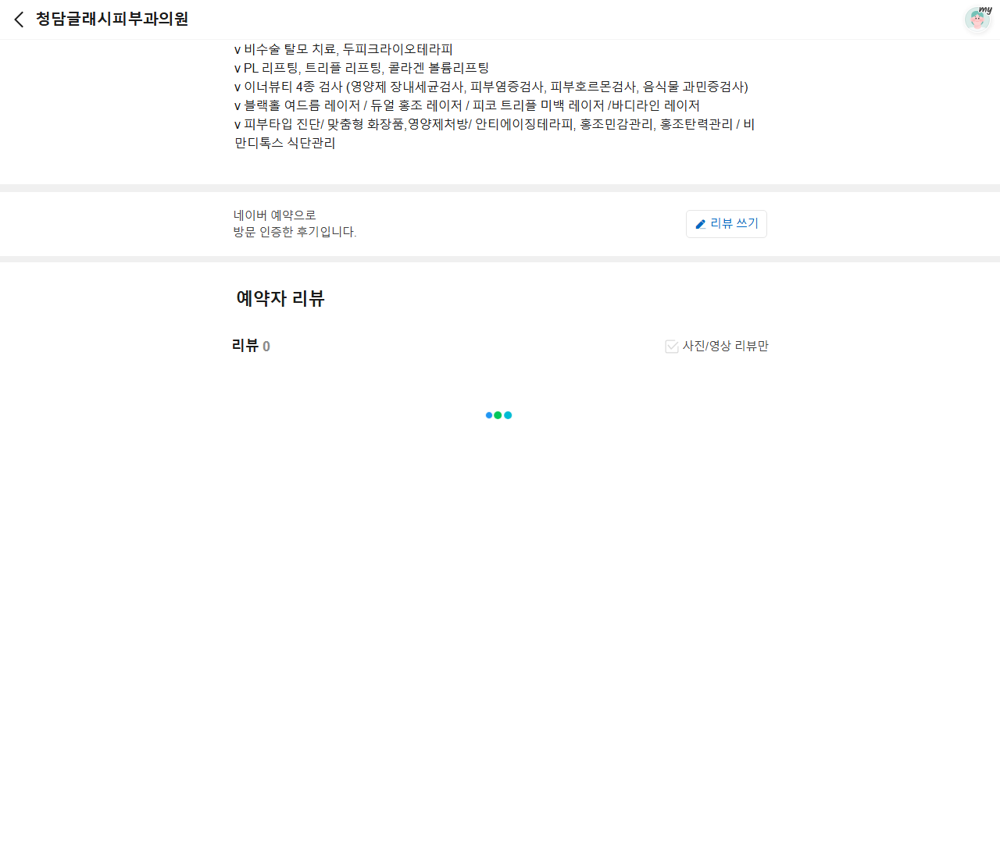 청담글래시피부과의원
my
v 비수술 탈모 치료, 두피크라이오테라피
v PL 리프팅, 트리플 리프팅, 콜라겐 볼륨리프팅
v 이너뷰티 4종 검사 (영양제 장내세균검사, 피부염증검사, 피부호르몬검사, 음식물 과민증검사)
v 블랙홀 여드름 레이저 / 듀얼 홍조 레이저 / 피코 트리플 미백 레이저 /바디라인 레이저
v 피부타입 진단/ 맞춤형 화장품,영양제처방/ 안티에이징테라피, 홍조민감관리, 홍조탄력관리 / 비
만디톡스 식단관리
네이버 예약으로
방문 인증한 후기입니다.
리뷰 쓰기
예약자 리뷰
리뷰 0
사진/영상 리뷰만